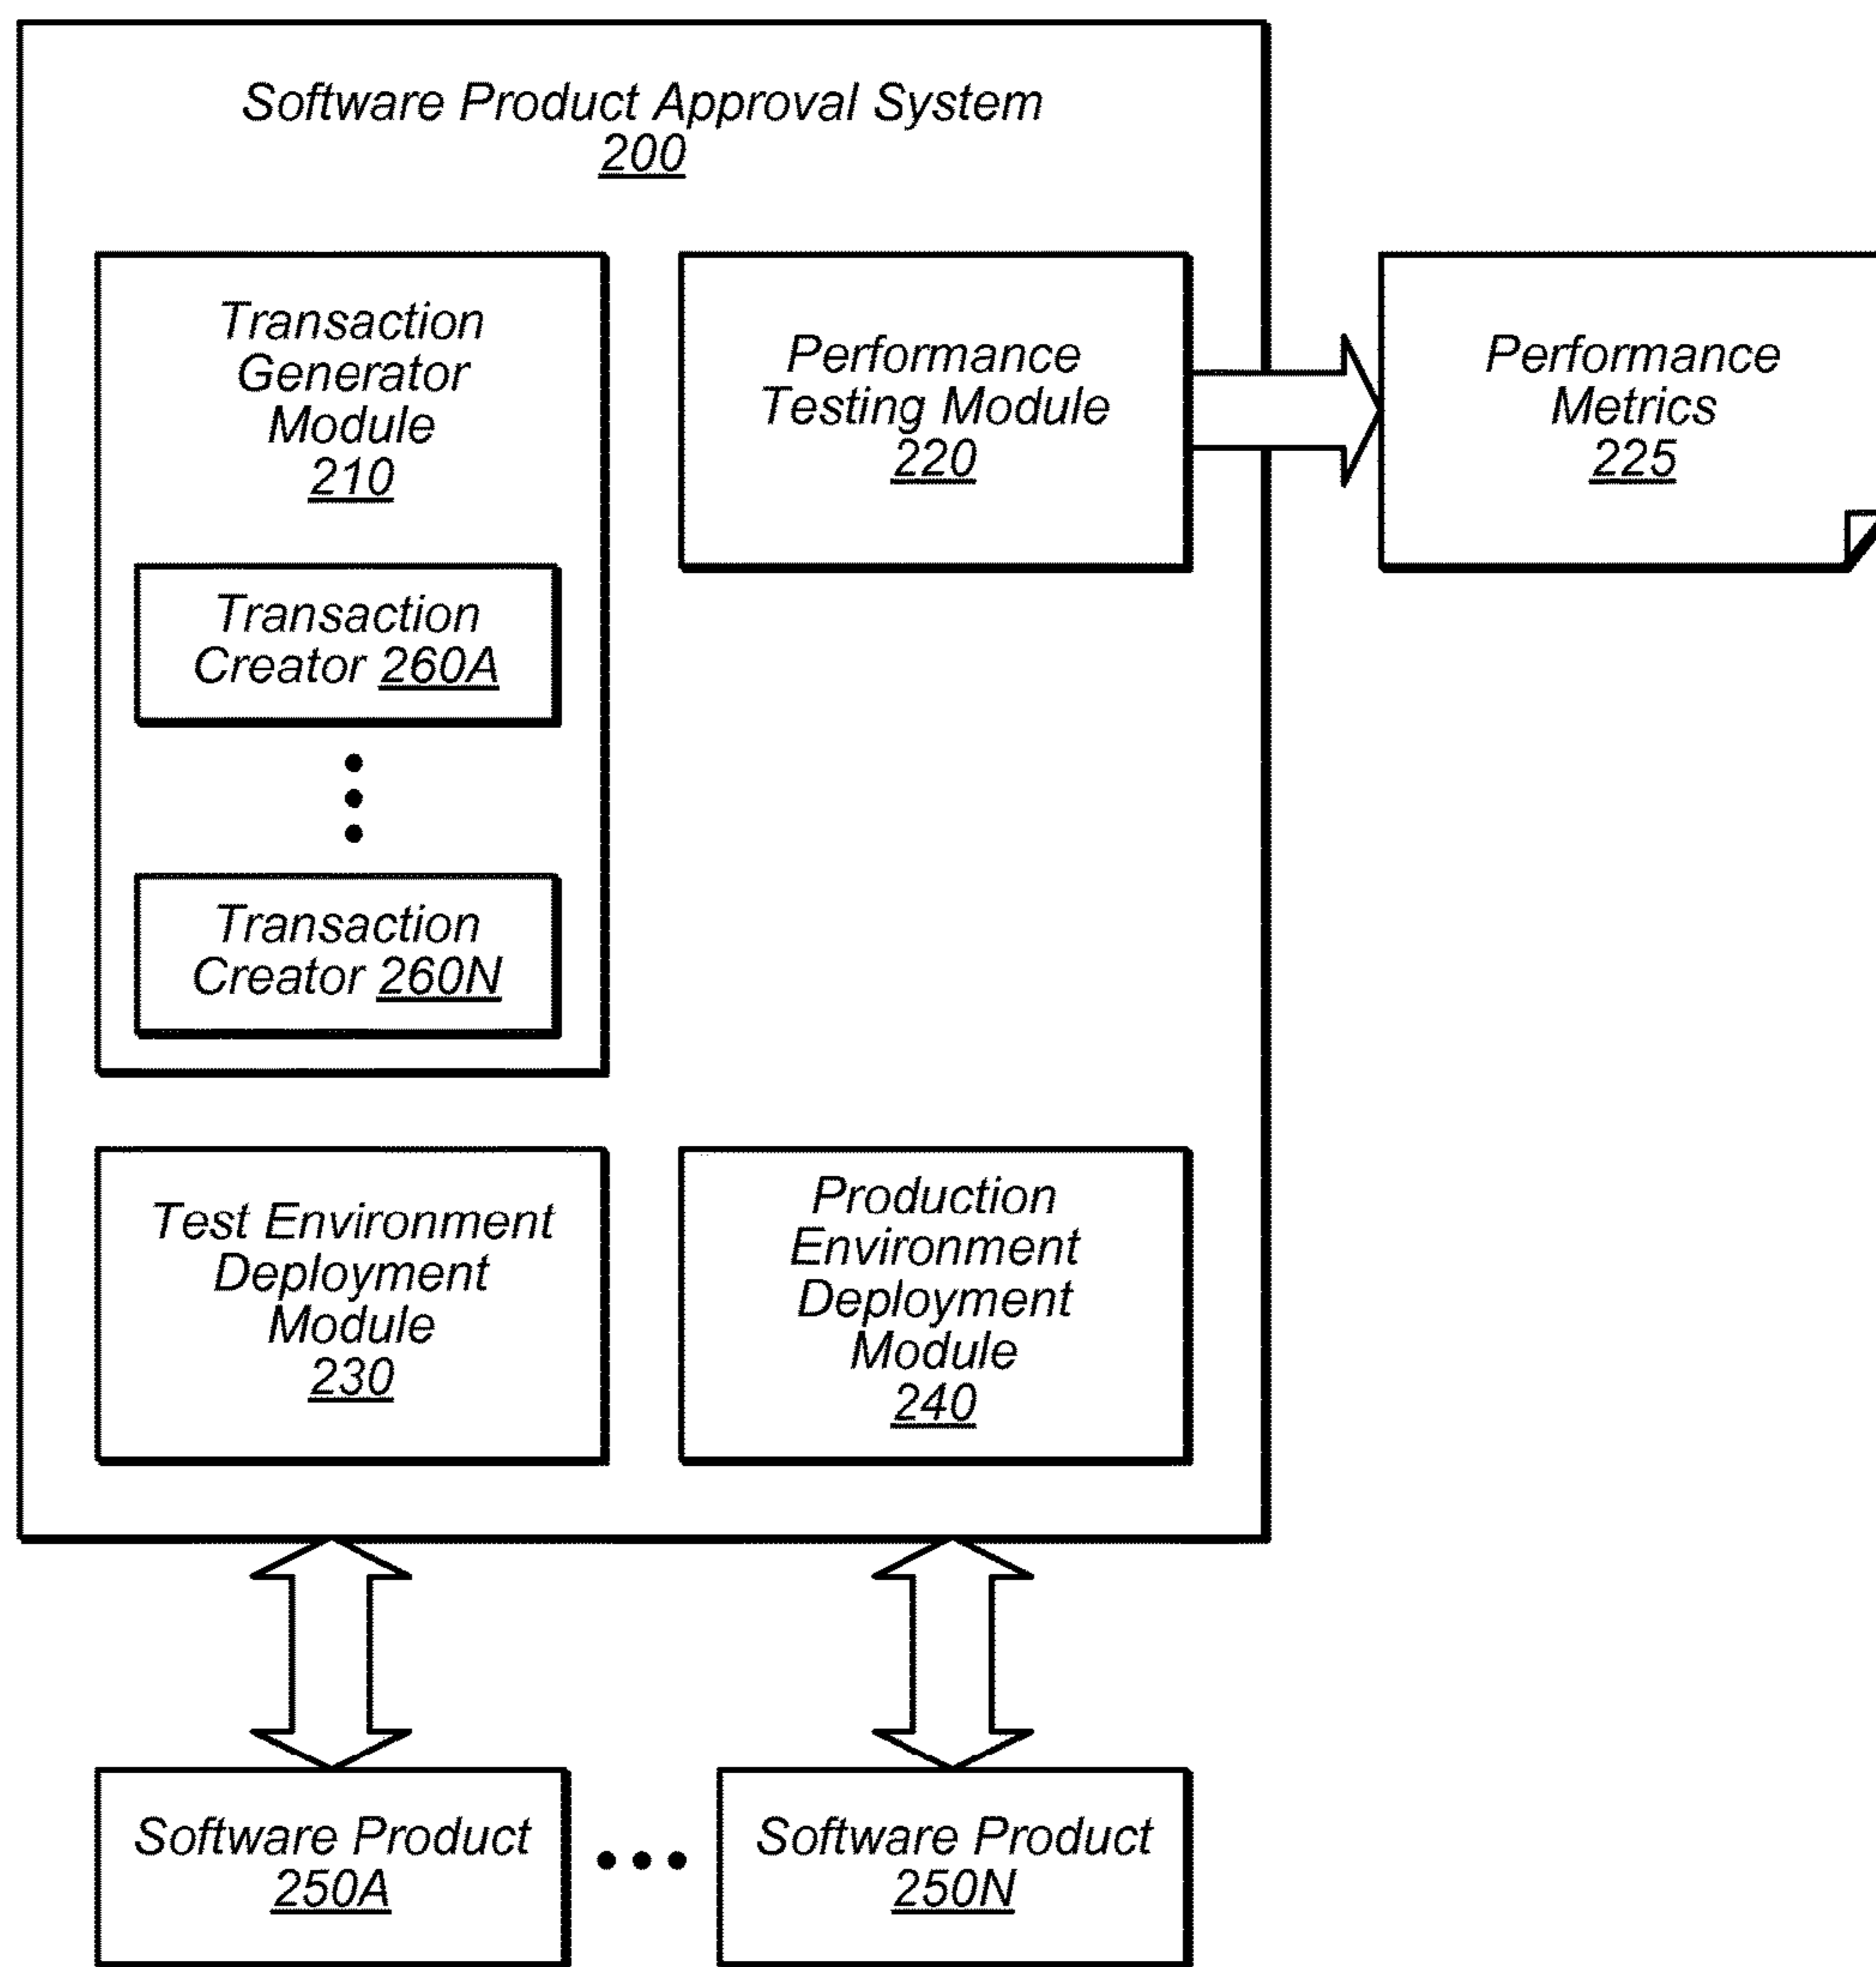 Software Product Approval System
200
Transaction
Generator
Module
210
Performance
Testing Module
220
Performance
Metrics
225
Transaction
Creator 260A
Transaction
Creator 260N
Test Environment
Deployment
Module
230
Production
Environment
Deployment
Module
240
Software Product
250A
Software Product
250N